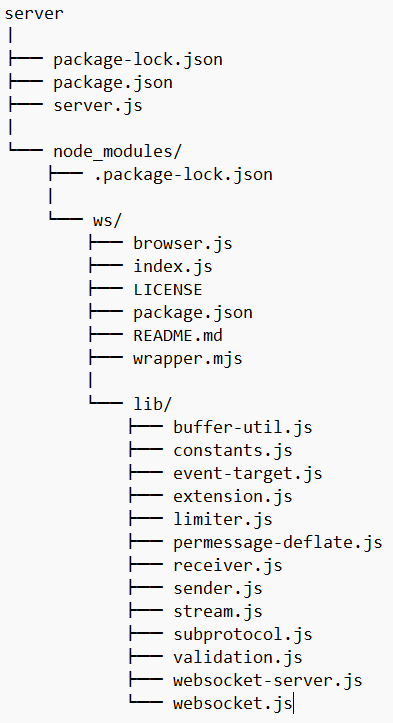 server
package-lock.json
package.json
server.js
node_modules/
.package-lock.json
ws/
browser.js
index.js
LICENSE
package.json
README.md
wrapper.mjs
lib/
buffer-util.js
constants.js
event-target.js
extension.js
limiter.js
permessage-deflate.js
receiver.js
sender.js
stream.js
subprotocol.js
validation.js
websocket-server.js
websocket.js